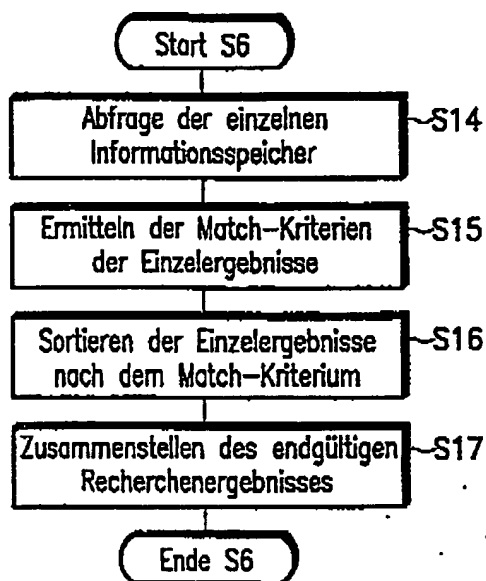 Start S6
Abfrage der einzelnen
Informationsspeicher
S14
Ermitteln der Match-Kriterien
der Einzelergebnisse
S15
Sortieren der Einzelergebnisse
nach dem Match-Kriterium
S16
Zusammenstellen des endgültigen
Recherchenergebnisses
S17
Ende S6